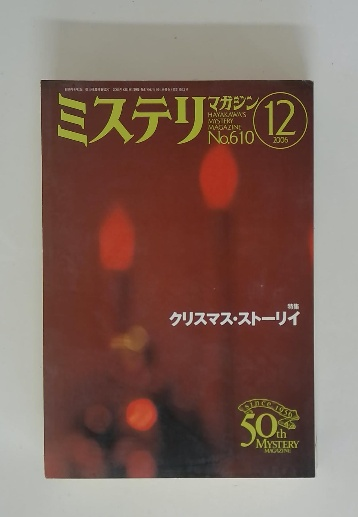 ミステリマガジン
HAYAKAWA'S
MYSTERY
MAGAZINE
No.610
12
2006
特集
クリスマス・ストーリイ
since 1956
50th
MYSTERY
MAGAZINE